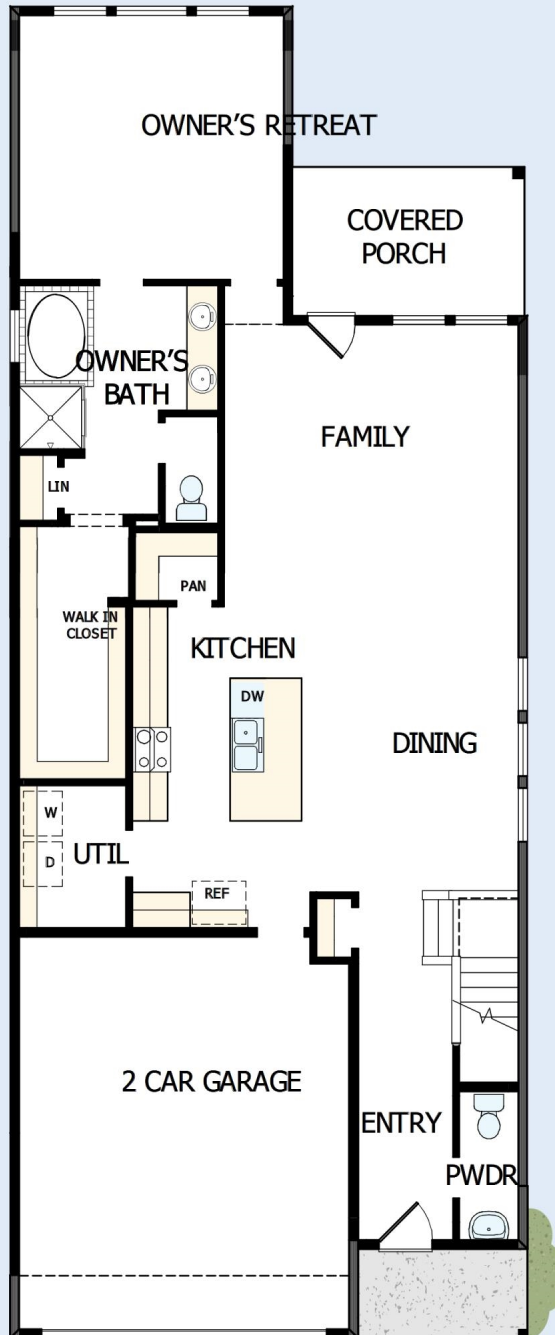 OWNER'S RETREAT
COVERED
PORCH
OWNER'S
BATH
FAMILY
LIN
PAN
WALK IN
CLOSET
KITCHEN
DW
DINING
W
D
UTIL
REF
2 CAR GARAGE
ENTRY
PWDR